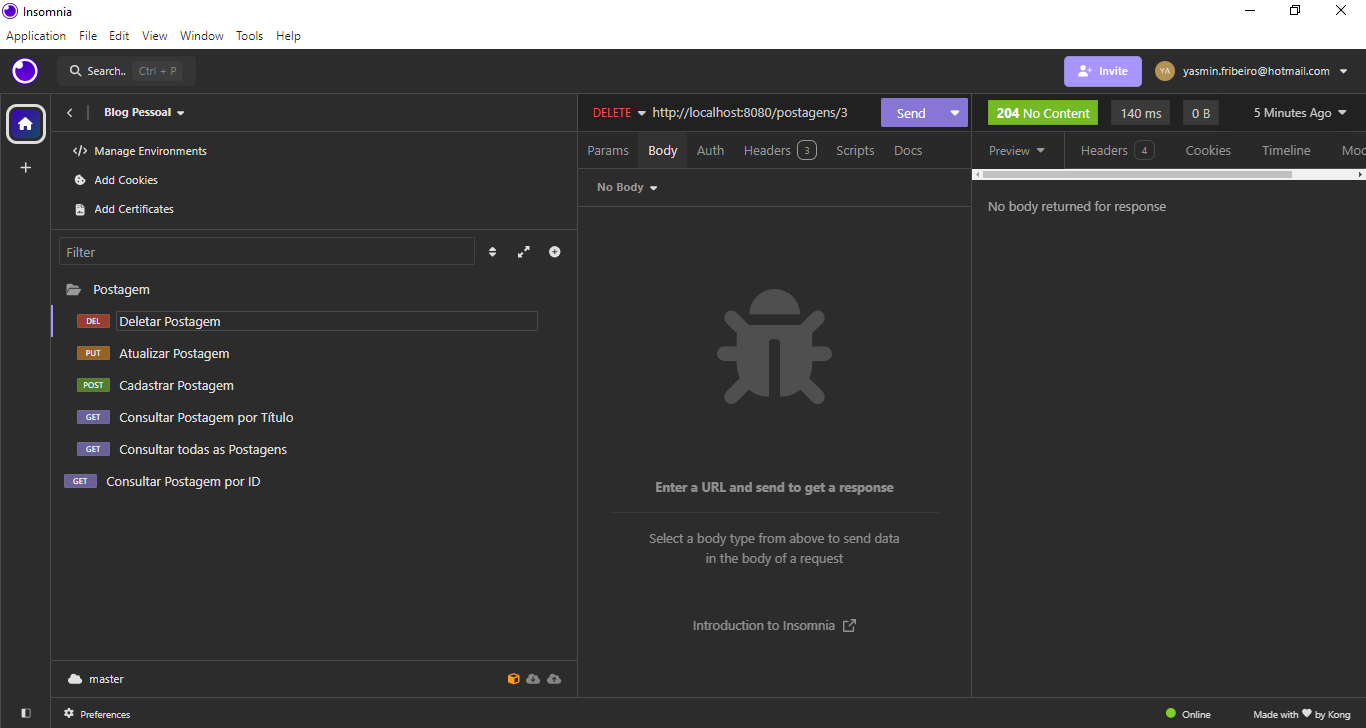 Insomnia
Application File Edit View Window Tools Help
Search.. Ctrl + P
Invite
YA yasmin.fribeiro@hotmail.com
Blog Pessoal
Manage Environments
Add Cookies
Add Certificates
Filter
Postagem
DEL Deletar Postagem
PUT Atualizar Postagem
POST Cadastrar Postagem
GET Consultar Postagem por Título
GET Consultar todas as Postagens
GET Consultar Postagem por ID
master
Preferences
DELETE http://localhost:8080/postagens/3 Send
Params Body Auth Headers 3 Scripts Docs
No Body
Enter a URL and send to get a response
Select a body type from above to send data
in the body of a request
Introduction to Insomnia
204 No Content 140 ms 0 B 5 Minutes Ago
Preview Headers 4 Cookies Timeline Moc
No body returned for response
Online Made with by Kong